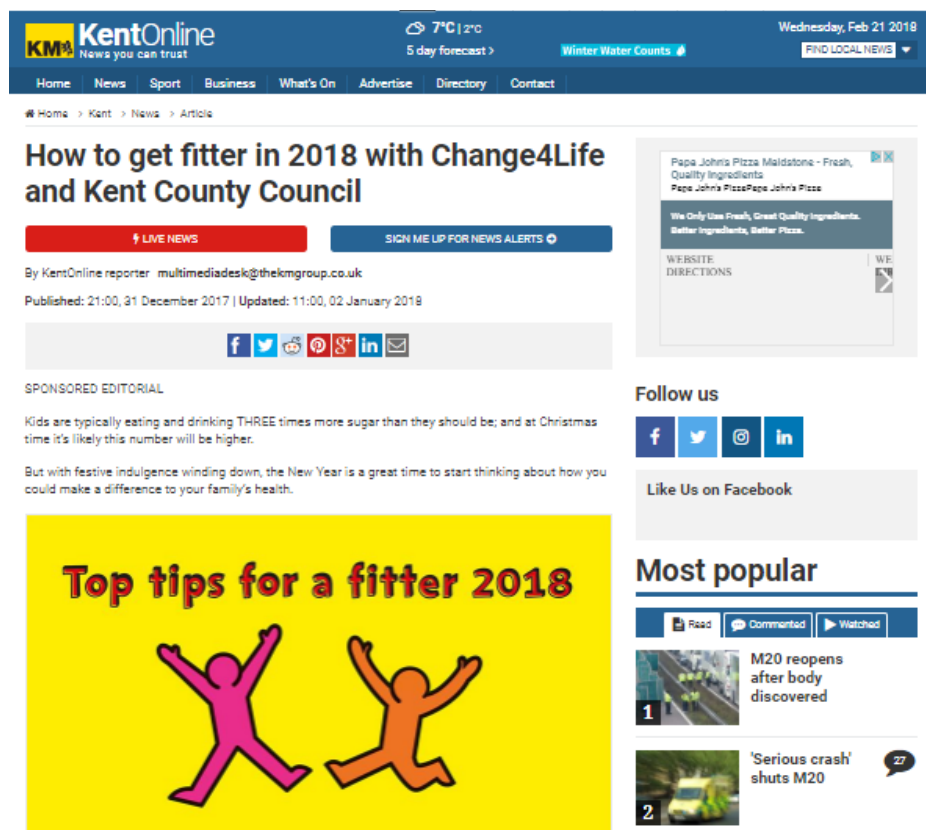 KM KentOnline
News you can trust
7°C | 2°C
5 day forecast >
Winter Water Counts
Wednesday, Feb 21 2018
FIND LOCAL NEWS
Home News Sport Business What's On Advertise Directory Contact
Home > Kent > News > Article
How to get fitter in 2018 with Change4Life
and Kent County Council
LIVE NEWS
SIGN ME UP FOR NEWS ALERTS
By KentOnline reporter multimediadesk@thekmgroup.co.uk
Published: 21:00, 31 December 2017 | Updated: 11:00, 02 January 2018
SPONSORED EDITORIAL
Kids are typically eating and drinking THREE times more sugar than they should be; and at Christmas
time it's likely this number will be higher.
But with festive indulgence winding down, the New Year is a great time to start thinking about how you
could make a difference to your family's health.
Top tips for a fitter 2018
Papa John's Pizza Maidstone - Fresh,
Quality Ingredients
Papa John's PizzaPapa John's Pizza
We Only Use Fresh, Great Quality Ingredients.
Better Ingredients, Better Pizza.
WEBSITE
DIRECTIONS
WE
Follow us
Like Us on Facebook
Most popular
Read Commented Watched
M20 reopens
after body
discovered
1
'Serious crash'
shuts M20
27
2